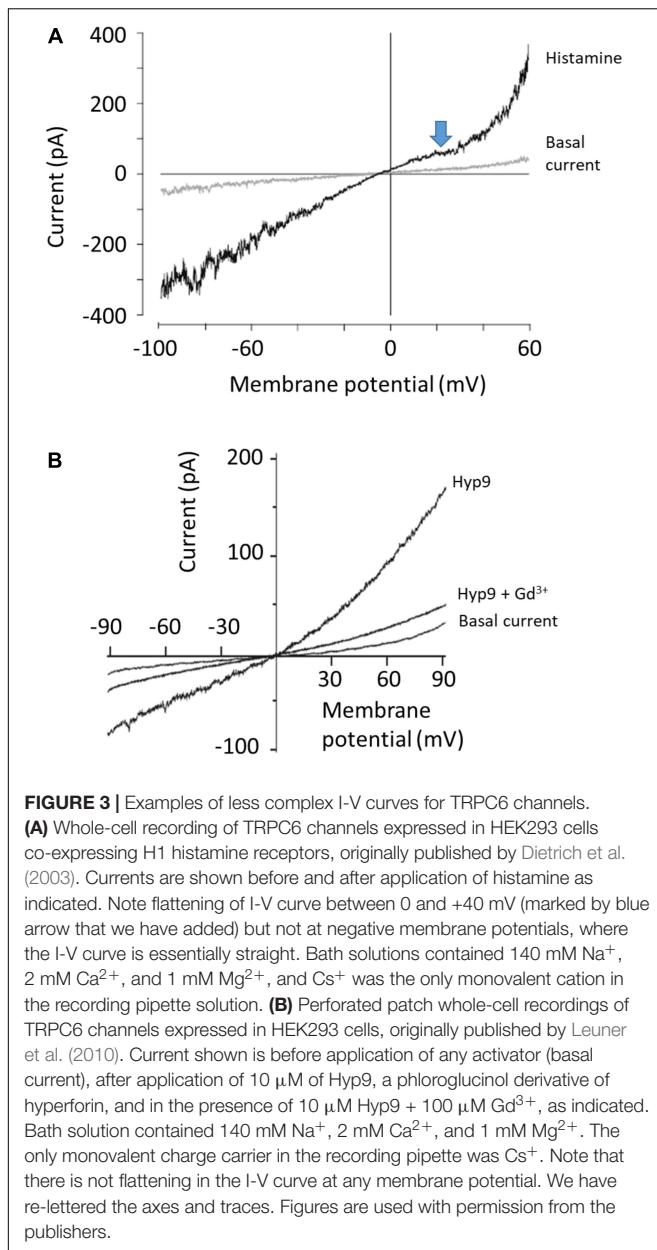 A
400
200
0
-200
-400
Current (pA)
Histamine
Basal
current
-100
-60
0
60
Membrane potential (mV)
B
200
100
-100
Current (pA)
Hyp9
Hyp9 + Gd³⁺
Basal current
-90
-60
-30
30
60
90
Membrane
potential (mV)
FIGURE 3 | Examples of less complex I-V curves for TRPC6 channels.
(A) Whole-cell recording of TRPC6 channels expressed in HEK293 cells
co-expressing H1 histamine receptors, originally published by Dietrich et al.
(2003). Currents are shown before and after application of histamine as
indicated. Note flattening of I-V curve between 0 and +40 mV (marked by blue
arrow that we have added) but not at negative membrane potentials, where
the I-V curve is essentially straight. Bath solutions contained 140 mM Na⁺,
2 mM Ca²⁺, and 1 mM Mg²⁺, and Cs⁺ was the only monovalent cation in
the recording pipette solution. (B) Perforated patch whole-cell recordings of
TRPC6 channels expressed in HEK293 cells, originally published by Leuner
et al. (2010). Current shown is before application of any activator (basal
current), after application of 10 μM of Hyp9, a phloroglucinol derivative of
hyperforin, and in the presence of 10 μM Hyp9 + 100 μM Gd³⁺, as indicated.
Bath solution contained 140 mM Na⁺, 2 mM Ca²⁺, and 1 mM Mg²⁺. The
only monovalent charge carrier in the recording pipette was Cs⁺. Note that
there is not flattening in the I-V curve at any membrane potential. We have
re-lettered the axes and traces. Figures are used with permission from the
publishers.